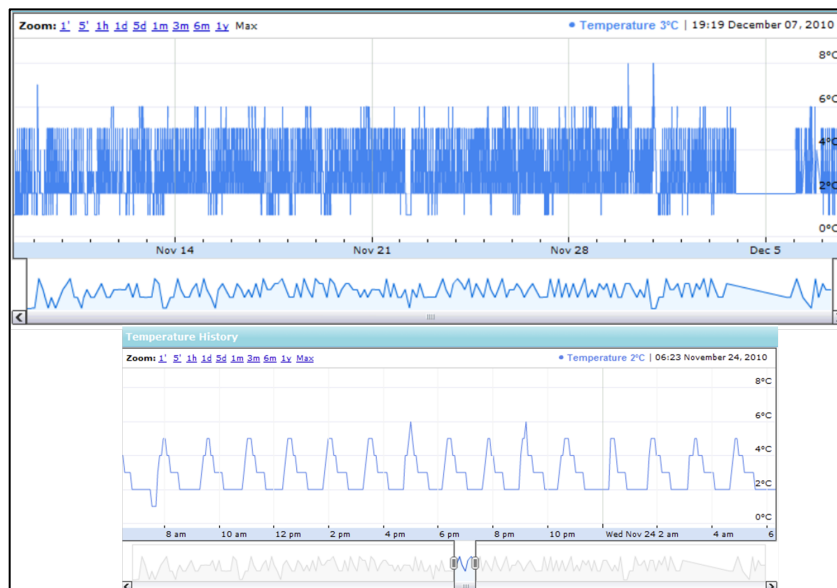 Zoom: 1' 5' 1h 1d 5d 1m 3m 6m 1y Max
Temperature 3°C | 19:19 December 07, 2010
8°C
6°C
4°C
2°C
0°C
Nov 14 Nov 21 Nov 28 Dec 5
Temperature History
Zoom: 1' 5' 1h 1d 5d 1m 3m 6m 1y Max
Temperature 2°C | 06:23 November 24, 2010
8°C
6°C
4°C
2°C
0°C
8 am 10 am 12 pm 2 pm 4 pm 6 pm 8 pm 10 pm Wed Nov 24 2 am 4 am 6